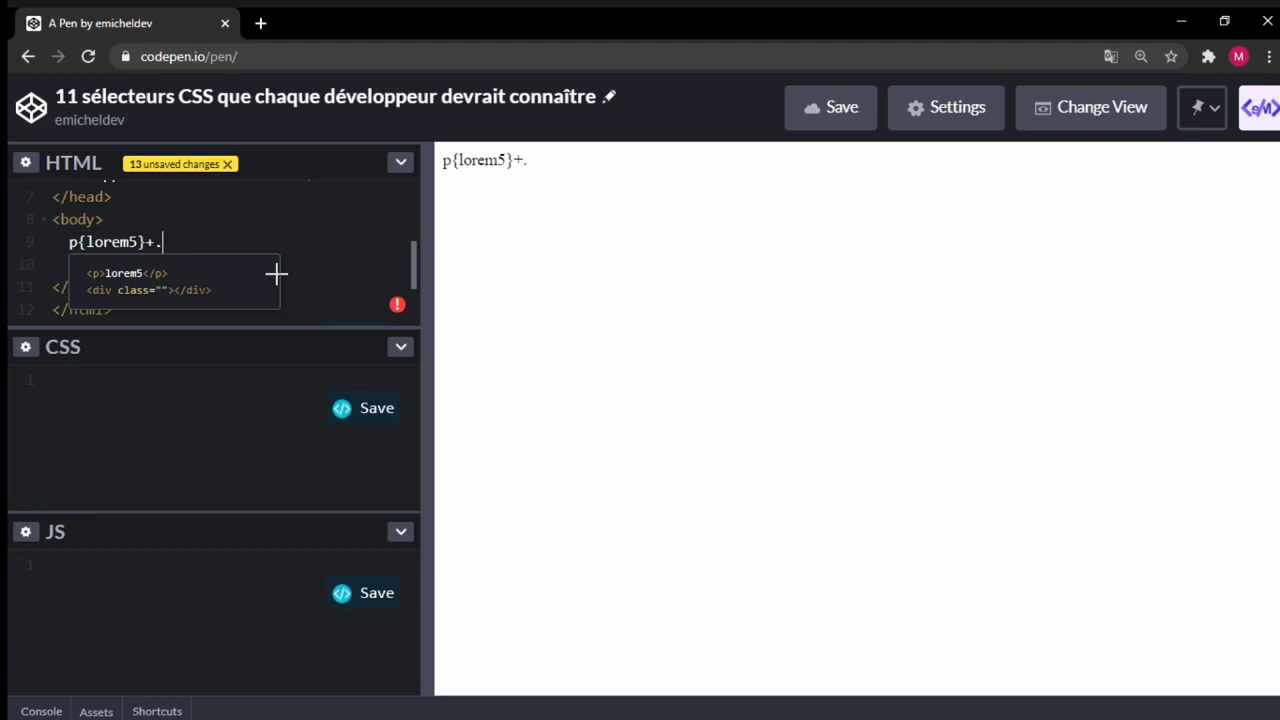 A Pen by emicheldev
codepen.io/pen/
M
11 sélecteurs CSS que chaque développeur devrait connaître
emicheldev
Save
Settings
Change View
HTML
13 unsaved changes
7 </head>
8 <body>
9 p{lorem5}+.
10
<p>lorem5</p>
<div class=""></div>
11 </
12 </html>
CSS
1
Save
JS
1
Save
Console
Assets
Shortcuts
p{lorem5}+.